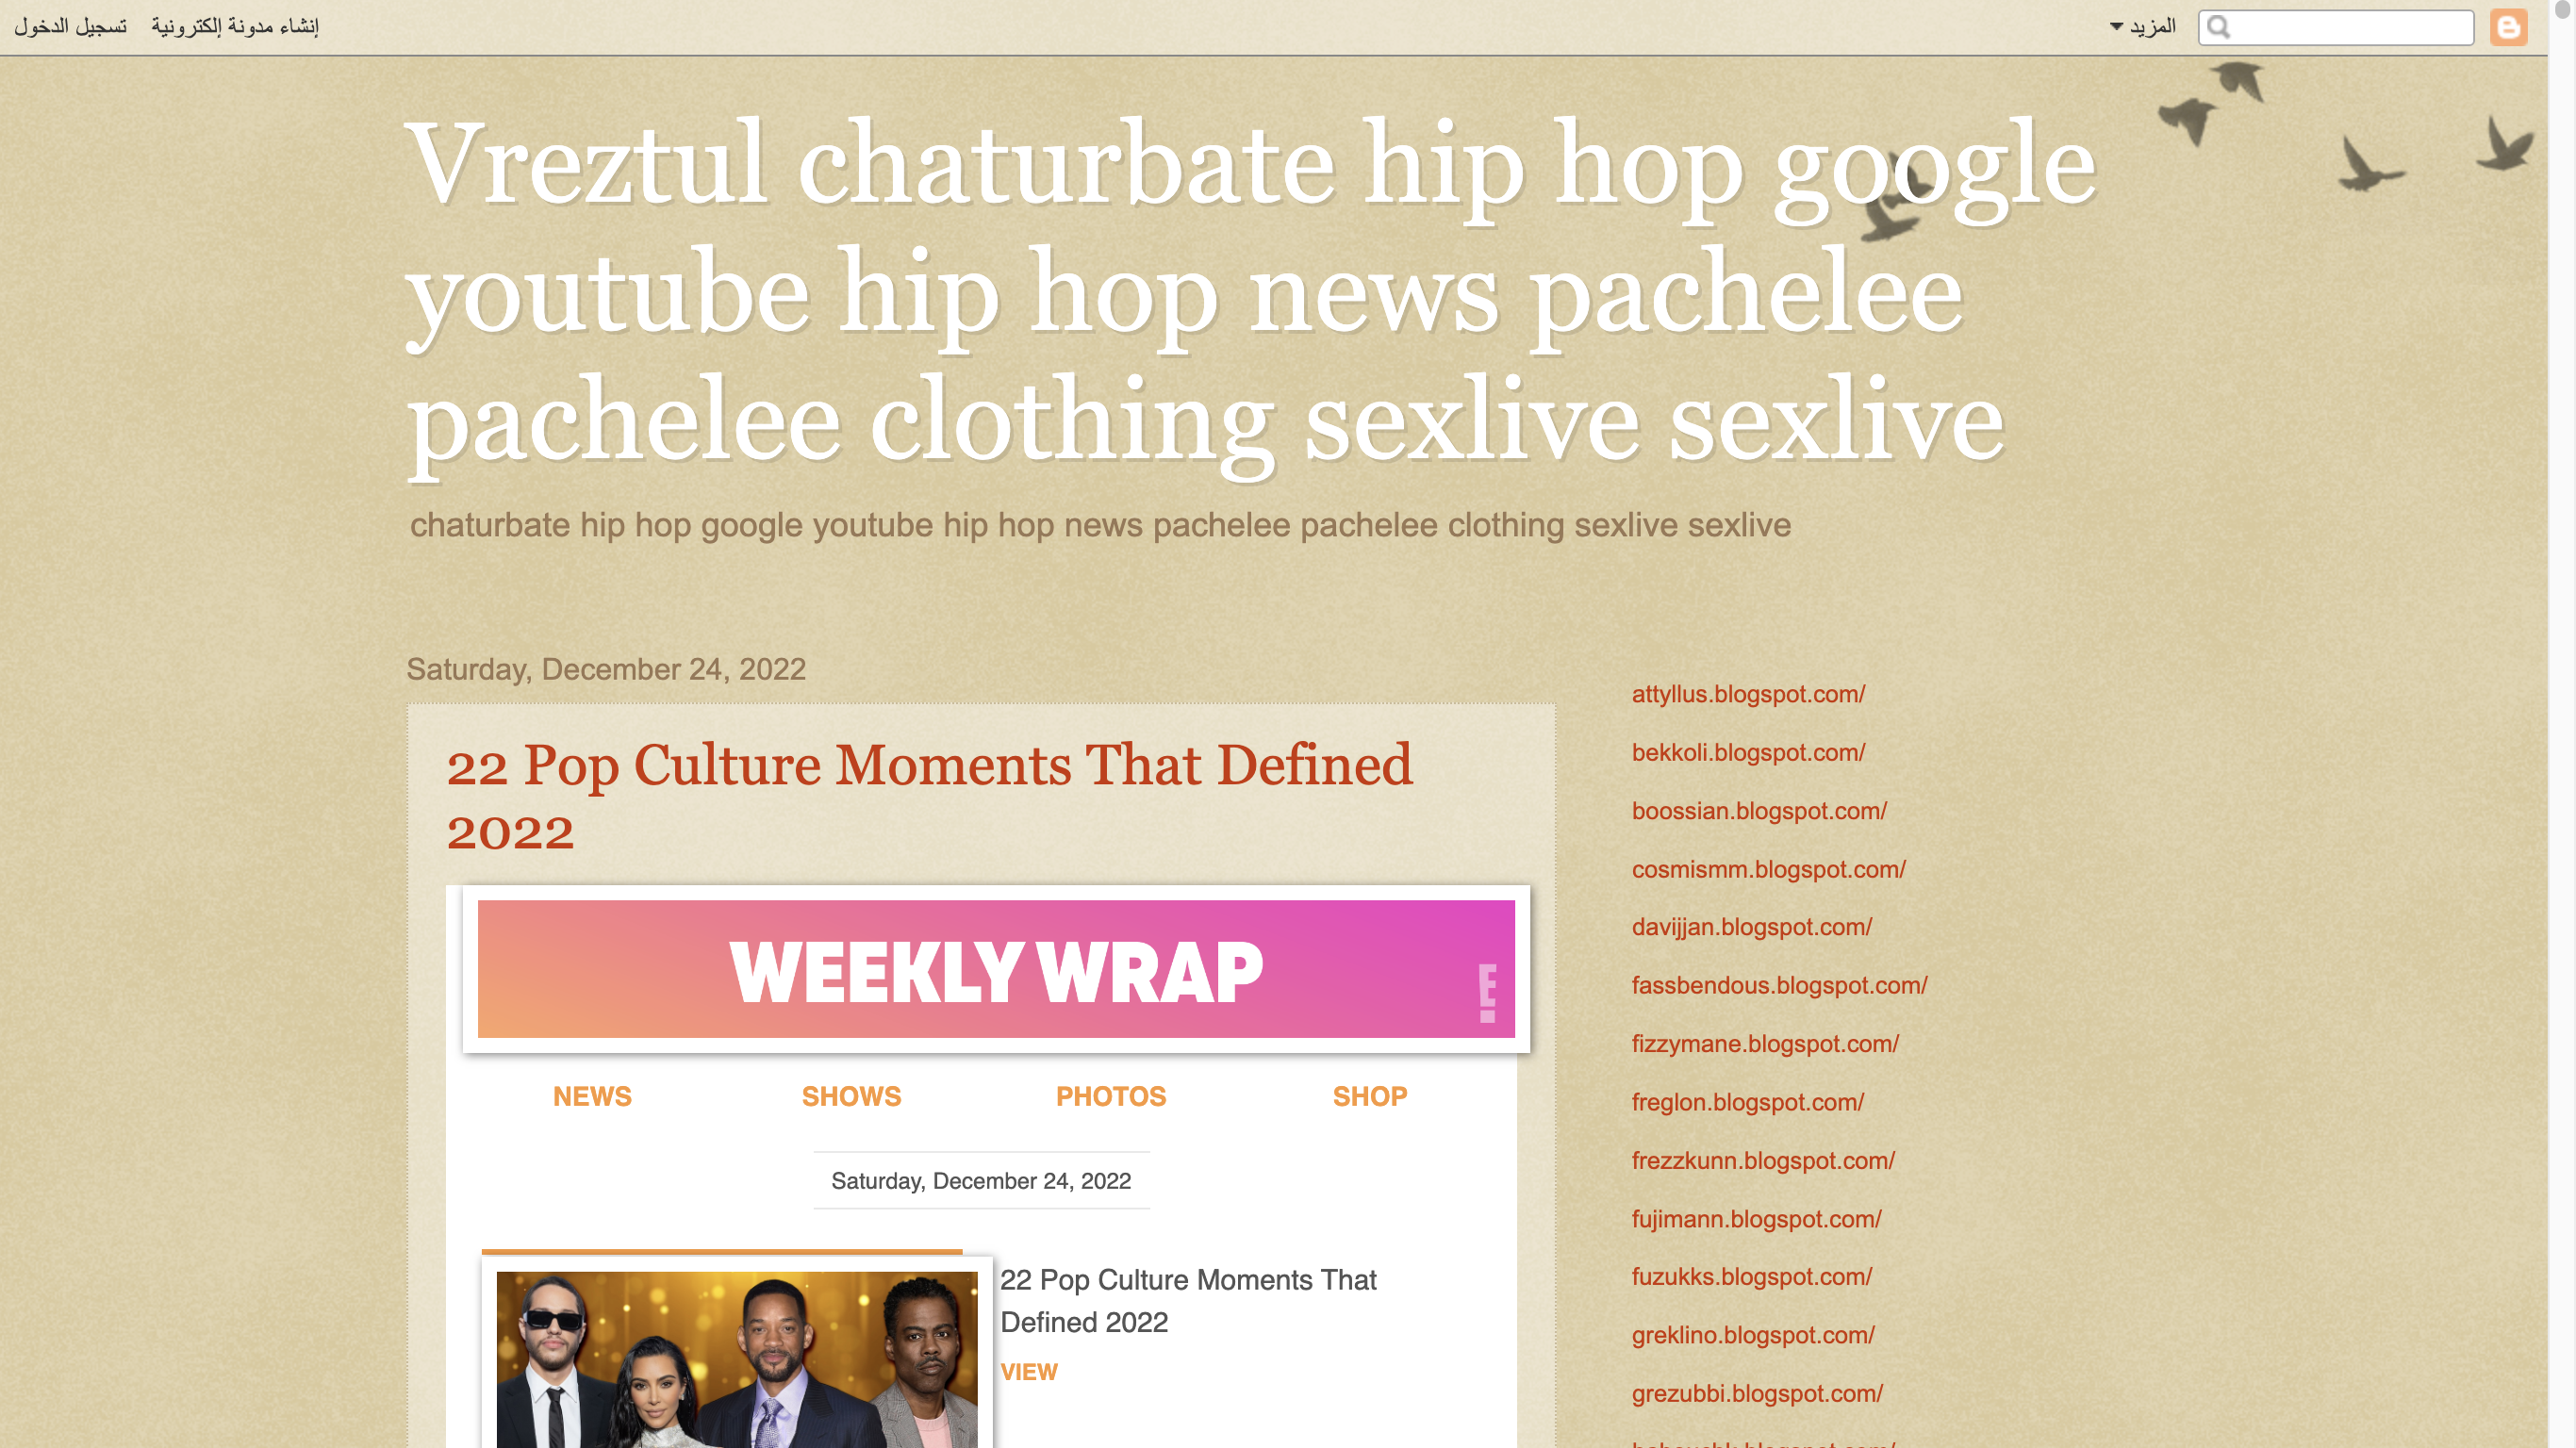 تسجيل الدخول
إنشاء مدونة إلكترونية
المزيد
Vreztul chaturbate hip hop google
youtube hip hop news pachelee
pachelee clothing sexlive sexlive
chaturbate hip hop google youtube hip hop news pachelee pachelee clothing sexlive sexlive
Saturday, December 24, 2022
22 Pop Culture Moments That Defined
2022
WEEKLY WRAP
E!
NEWS SHOWS PHOTOS SHOP
Saturday, December 24, 2022
22 Pop Culture Moments That
Defined 2022
VIEW
attyllus.blogspot.com/
bekkoli.blogspot.com/
boossian.blogspot.com/
cosmismm.blogspot.com/
davijjan.blogspot.com/
fassbendous.blogspot.com/
fizzymane.blogspot.com/
freglon.blogspot.com/
frezzkunn.blogspot.com/
fujimann.blogspot.com/
fuzukks.blogspot.com/
greklino.blogspot.com/
grezubbi.blogspot.com/